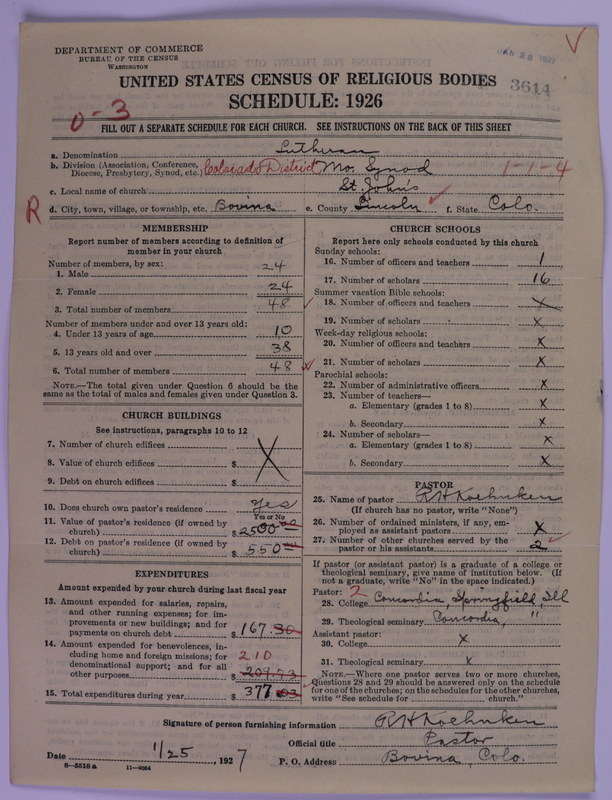 DEPARTMENT OF COMMERCE
BUREAU OF THE CENSUS
WASHINGTON
JAN 28 1927
3614
UNITED STATES CENSUS OF RELIGIOUS BODIES
SCHEDULE: 1926
0-3
FILL OUT A SEPARATE SCHEDULE FOR EACH CHURCH. SEE INSTRUCTIONS ON THE BACK OF THIS SHEET
a. Denomination Lutheran
b. Division (Association, Conference, Diocese, Presbytery, Synod, etc.) Colorado District Mo. Synod 1-1-4
c. Local name of church St. John's
R d. City, town, village, or township, etc. Bovina e. County Lincoln f. State Colo.
MEMBERSHIP
Report number of members according to definition of
member in your church
Number of members, by sex:
1. Male 24
2. Female 24
3. Total number of members 48
Number of members under and over 13 years old:
4. Under 13 years of age 10
5. 13 years old and over 38
6. Total number of members 48
NOTE.—The total given under Question 6 should be the
same as the total of males and females given under Question 3.
CHURCH BUILDINGS
See instructions, paragraphs 10 to 12
7. Number of church edifices
8. Value of church edifices $ X
9. Debt on church edifices $
10. Does church own pastor's residence yes
Yes or No
11. Value of pastor's residence (if owned by
church) $ 2500 00
12. Debt on pastor's residence (if owned by
church) $ 550
EXPENDITURES
Amount expended by your church during last fiscal year
13. Amount expended for salaries, repairs,
and other running expenses; for im-
provements or new buildings; and for
payments on church debt $ 167.30
14. Amount expended for benevolences, in-
cluding home and foreign missions; for
denominational support; and for all 210
other purposes $ 209.73
15. Total expenditures during year $ 377 03
CHURCH SCHOOLS
Report here only schools conducted by this church
Sunday schools:
16. Number of officers and teachers 1
17. Number of scholars 16
Summer vacation Bible schools:
18. Number of officers and teachers X
19. Number of scholars X
Week-day religious schools:
20. Number of officers and teachers X
21. Number of scholars X
Parochial schools:
22. Number of administrative officers X
23. Number of teachers—
a. Elementary (grades 1 to 8) X
b. Secondary X
24. Number of scholars—
a. Elementary (grades 1 to 8) X
b. Secondary X
PASTOR
25. Name of pastor R H Koehnken
(If church has no pastor, write "None")
26. Number of ordained ministers, if any, em-
ployed as assistant pastors X
27. Number of other churches served by the
pastor or his assistants 2
If pastor (or assistant pastor) is a graduate of a college or
theological seminary, give name of institution below. (If
not a graduate, write "No" in the space indicated.)
Pastor: 2
28. College Concordia, Springfield, Ill
29. Theological seminary Concordia, "
Assistant pastor:
30. College X
31. Theological seminary X
NOTE.—Where one pastor serves two or more churches,
Questions 28 and 29 should be answered only on the schedule
for one of the churches; on the schedules for the other churches,
write "See schedule for church."
Signature of person furnishing information R H Koehnken
Official title Pastor
Date 1/25, 1927 P. O. Address Bovina, Colo.
8—5518 a 11—9664